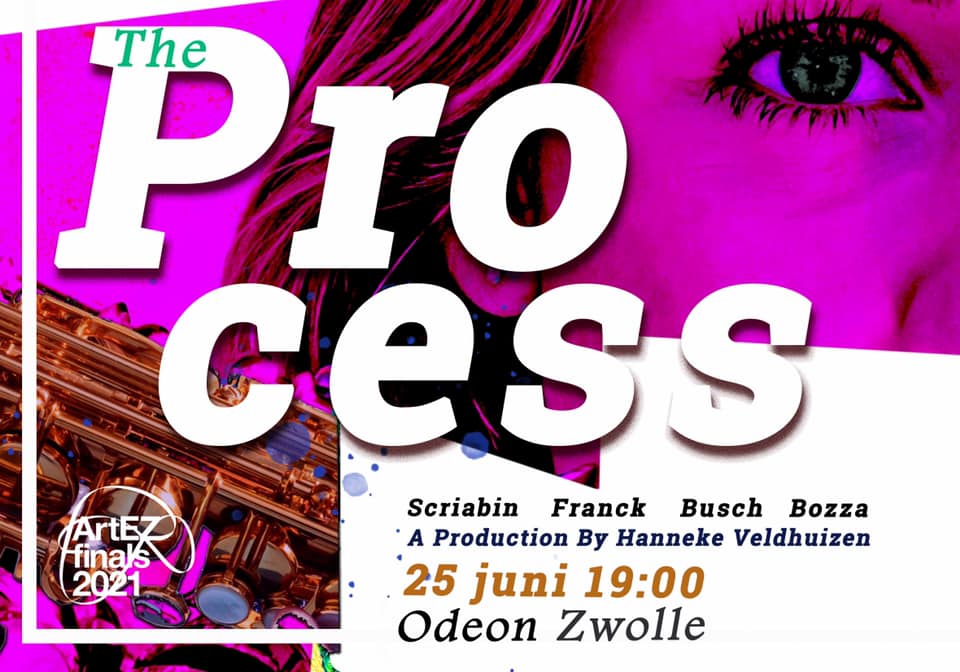 The
Pro
cess
Scriabin Franck Busch Bozza
A Production By Hanneke Veldhuizen
25 juni 19:00
Odeon Zwolle
ArtEZ
finals
2021